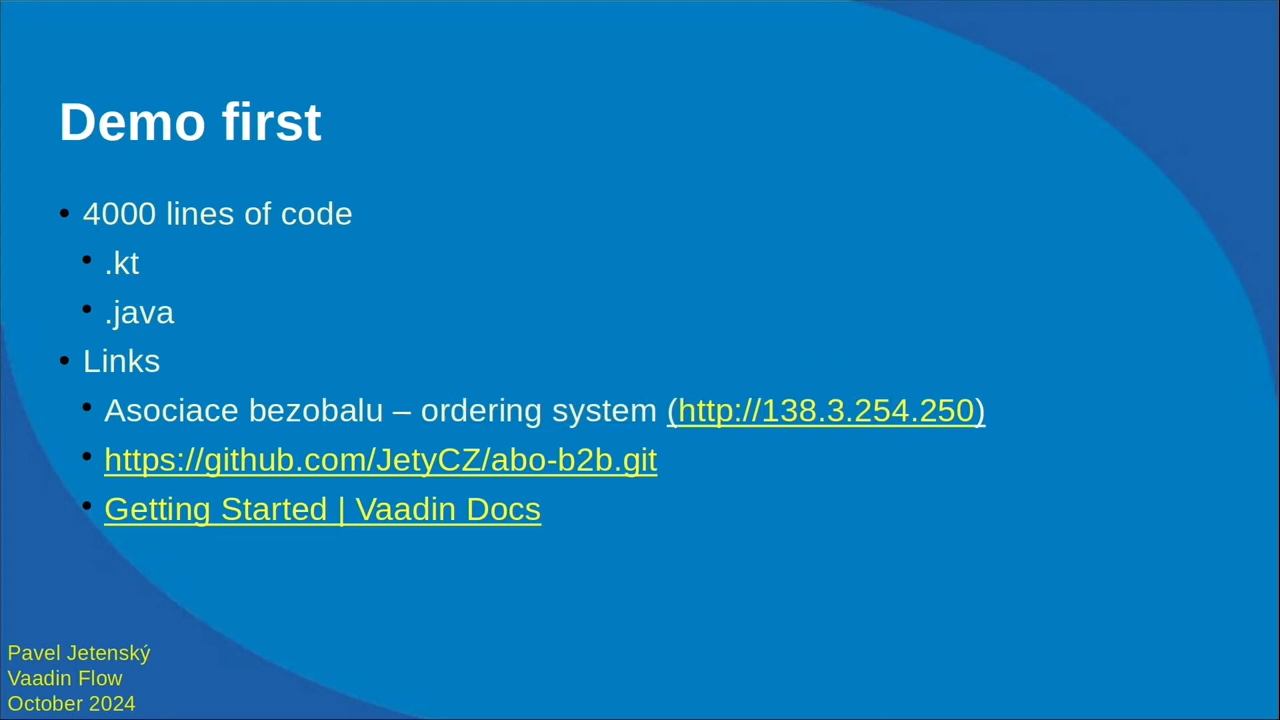 Demo first
• 4000 lines of code
• .kt
• .java
• Links
• Asociace bezobalu – ordering system (http://138.3.254.250)
• https://github.com/JetyCZ/abo-b2b.git
• Getting Started | Vaadin Docs
Pavel Jetenský
Vaadin Flow
October 2024